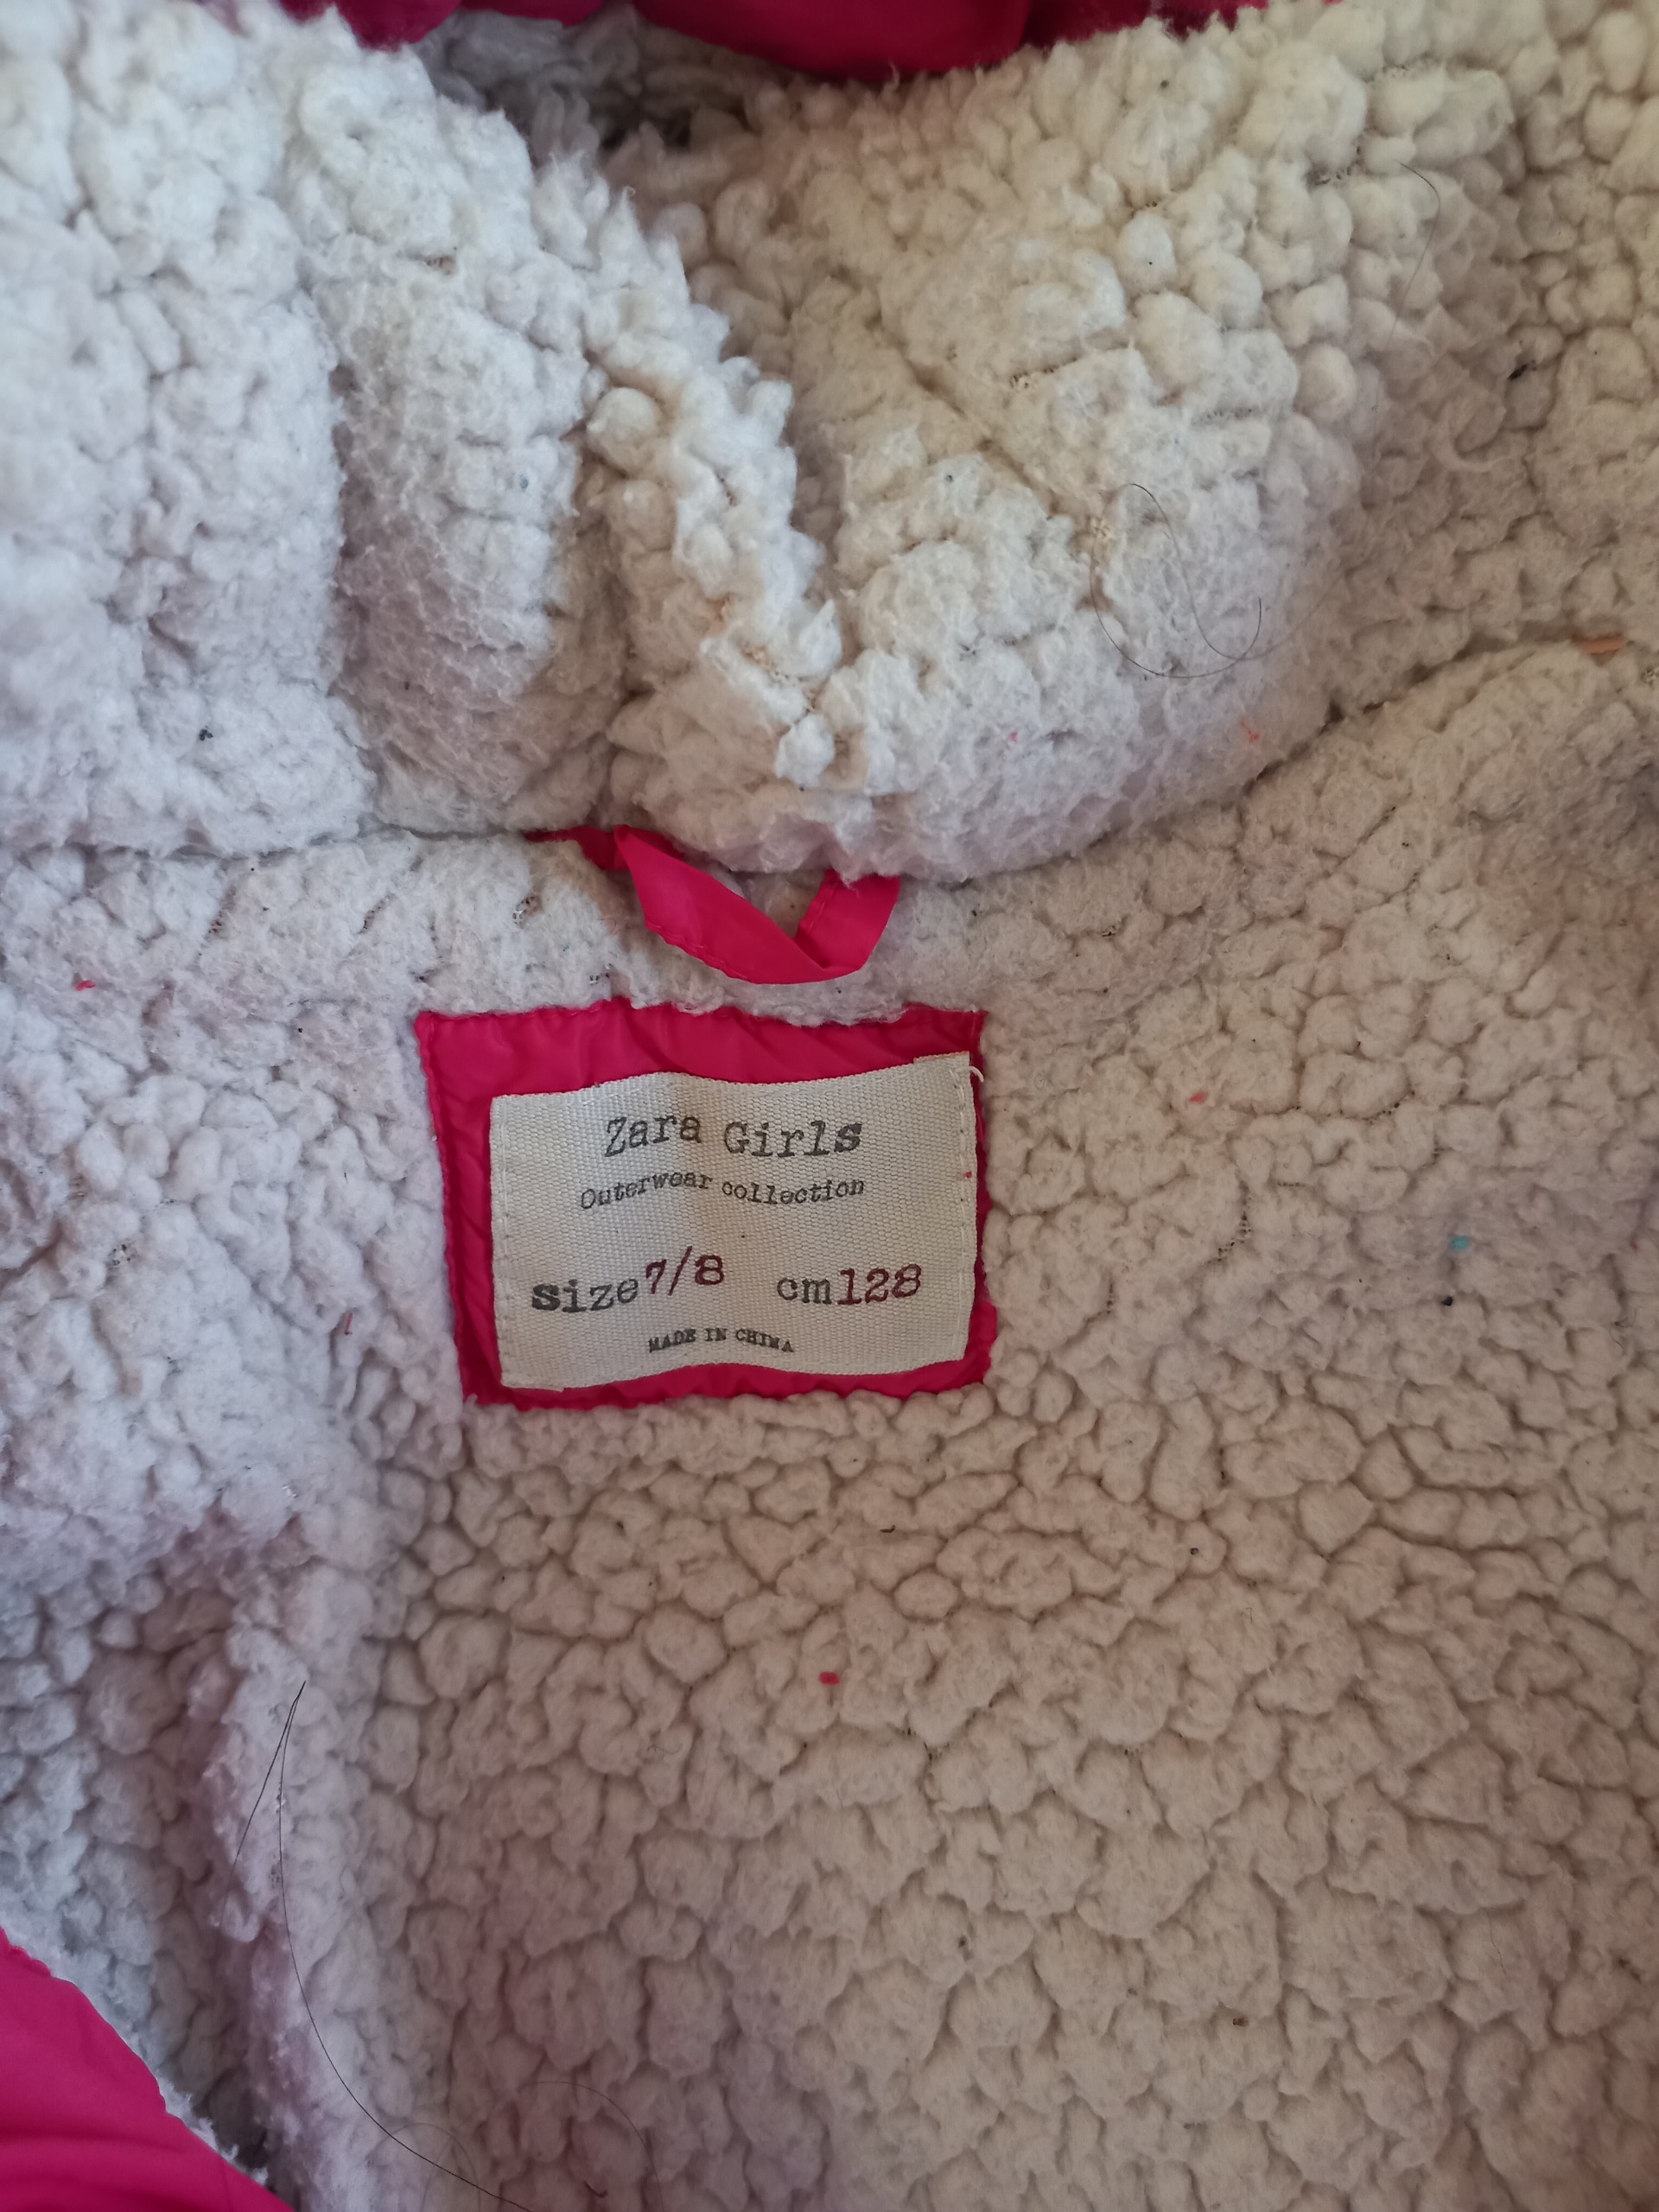 Zara Girls
Outerwear collection
size 7/8 cm 128
MADE IN CHINA